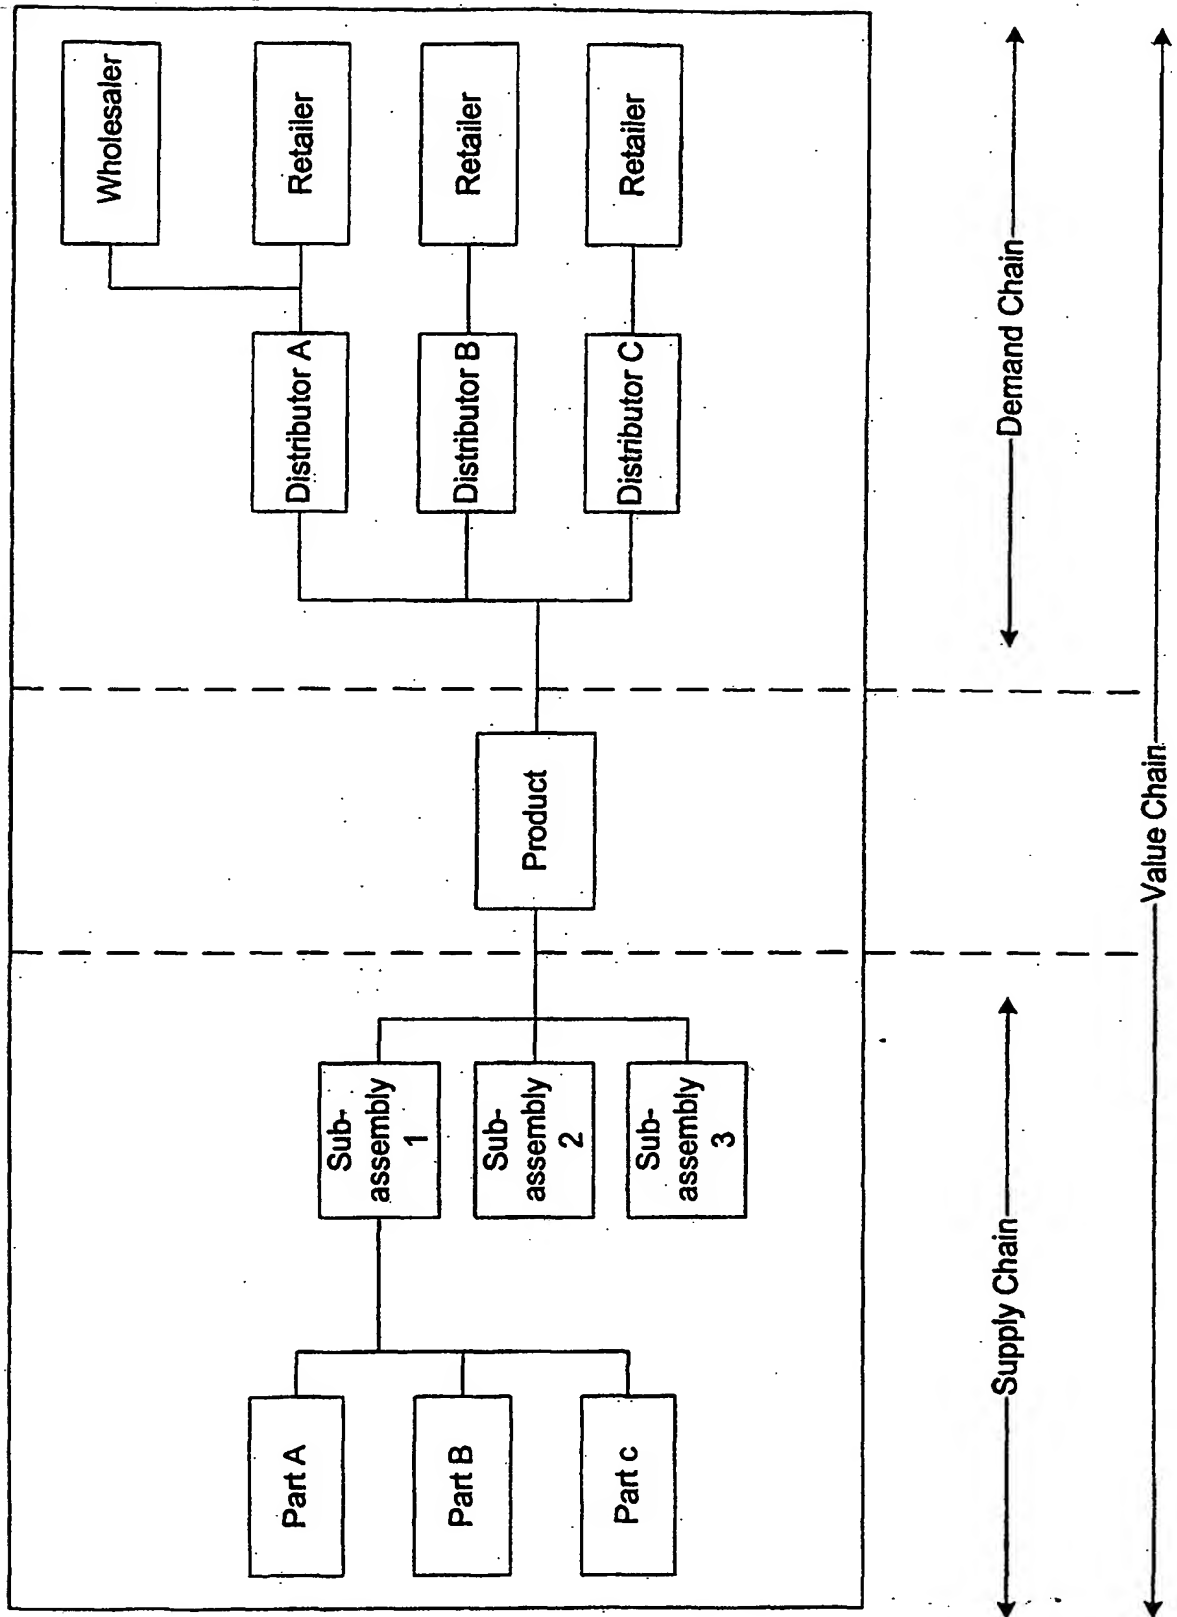 Wholesaler
Retailer
Retailer
Retailer
Distributor A
Distributor B
Distributor C
Product
Sub-
assembly
1
Sub-
assembly
2
Sub-
assembly
3
Part A
Part B
Part c
Demand Chain
Supply Chain
Value Chain